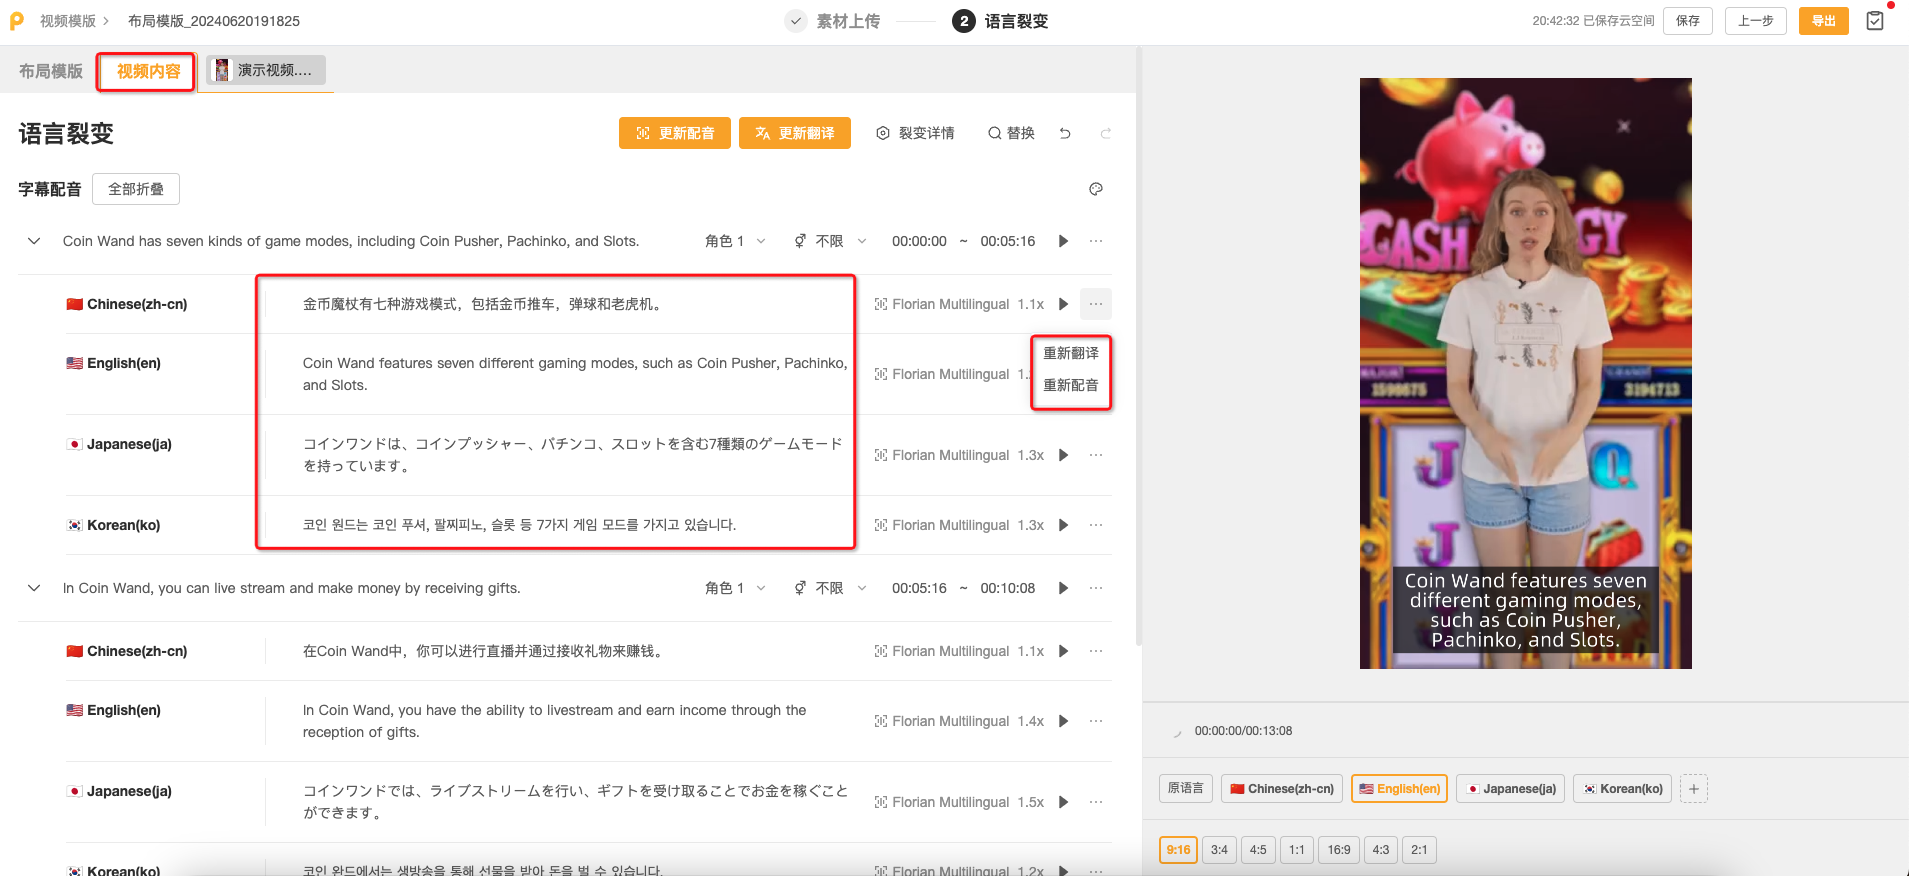 视频模版
布局模版_20240620191825
素材上传
2 语言裂变
20:42:32 已保存云空间
保存
上一步
导出
布局模版
视频内容
演示视频....
语言裂变
更新配音
更新翻译
裂变详情
替换
字幕配音
全部折叠
Coin Wand has seven kinds of game modes, including Coin Pusher, Pachinko, and Slots.
角色 1
不限
00:00:00 ~ 00:05:16
Chinese(zh-cn)
金币魔杖有七种游戏模式，包括金币推车，弹球和老虎机。
Florian Multilingual 1.1x
English(en)
Coin Wand features seven different gaming modes, such as Coin Pusher, Pachinko,
and Slots.
Florian Multilingual
重新翻译
重新配音
Japanese(ja)
コインワンドは、コインプッシャー、パチンコ、スロットを含む7種類のゲームモード
を持っています。
Florian Multilingual 1.3x
Korean(ko)
코인 원드는 코인 푸셔, 팔찌피노, 슬롯 등 7가지 게임 모드를 가지고 있습니다.
Florian Multilingual 1.3x
In Coin Wand, you can live stream and make money by receiving gifts.
角色 1
不限
00:05:16 ~ 00:10:08
Chinese(zh-cn)
在Coin Wand中，你可以进行直播并通过接收礼物来赚钱。
Florian Multilingual 1.1x
English(en)
In Coin Wand, you have the ability to livestream and earn income through the
reception of gifts.
Florian Multilingual 1.4x
Japanese(ja)
コインワンドでは、ライブストリームを行い、ギフトを受け取ることでお金を稼ぐこと
ができます。
Florian Multilingual 1.5x
Korean(ko)
코인 완드에서는 생방송을 통해 선물을 받아 돈을 벌 수 있습니다.
Florian Multilingual 1.2x
CASH
GY
1598675
3194713
J
Q
J
Coin Wand features seven
different gaming modes,
such as Coin Pusher,
Pachinko, and Slots.
00:00:00/00:13:08
原语言
Chinese(zh-cn)
English(en)
Japanese(ja)
Korean(ko)
9:16
3:4
4:5
1:1
16:9
4:3
2:1